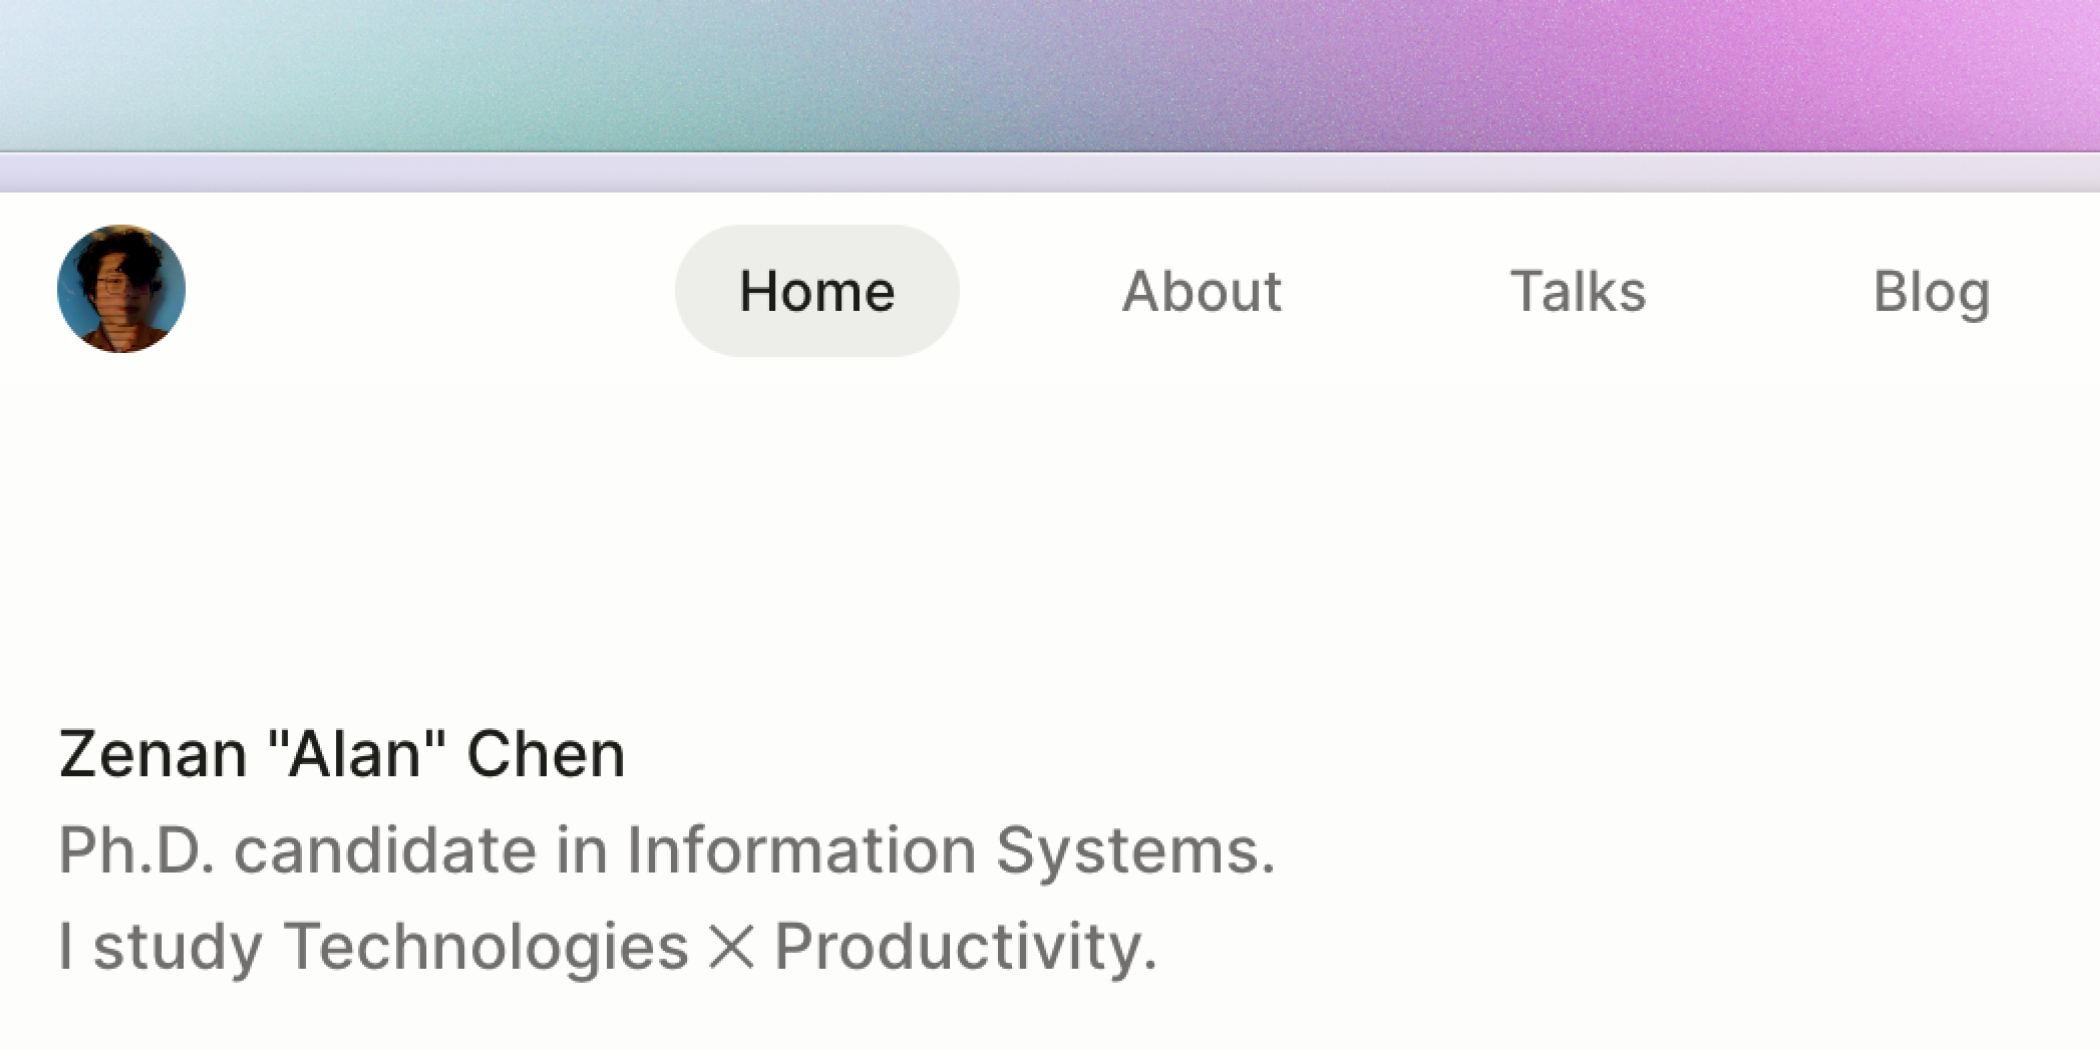 Home About Talks Blog
Zenan "Alan" Chen
Ph.D. candidate in Information Systems.
I study Technologies × Productivity.